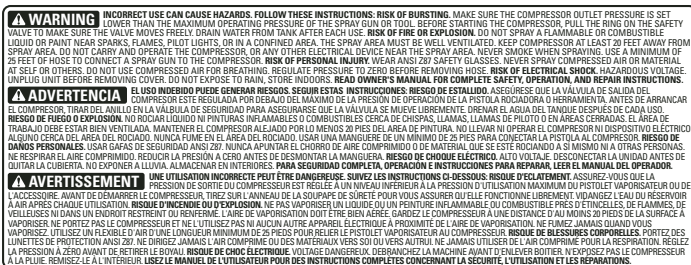 ⚠ WARNING INCORRECT USE CAN CAUSE HAZARDS. FOLLOW THESE INSTRUCTIONS: RISK OF BURSTING. MAKE SURE THE COMPRESSOR OUTLET PRESSURE IS SET
LOWER THAN THE MAXIMUM OPERATING PRESSURE OF THE SPRAY GUN OR TOOL. BEFORE STARTING THE COMPRESSOR, PULL THE RING ON THE SAFETY
VALVE TO MAKE SURE THE VALVE MOVES FREELY. DRAIN WATER FROM TANK AFTER EACH USE. RISK OF FIRE OR EXPLOSION. DO NOT SPRAY A FLAMMABLE OR COMBUSTIBLE
LIQUID OR PAINT NEAR SPARKS, FLAMES, PILOT LIGHTS, OR IN A CONFINED AREA. THE SPRAY AREA MUST BE WELL VENTILATED. KEEP COMPRESSOR AT LEAST 20 FEET AWAY FROM
SPRAY AREA. DO NOT CARRY AND OPERATE THE COMPRESSOR, OR ANY OTHER ELECTRICAL DEVICE NEAR THE SPRAY AREA. NEVER SMOKE WHEN SPRAYING. USE A MINIMUM OF
25 FEET OF HOSE TO CONNECT A SPRAY GUN TO THE COMPRESSOR. RISK OF PERSONAL INJURY. WEAR ANSI Z87 SAFETY GLASSES. NEVER SPRAY COMPRESSED AIR OR MATERIAL
AT SELF OR OTHERS. DO NOT USE COMPRESSED AIR FOR BREATHING. REGULATE PRESSURE TO ZERO BEFORE REMOVING HOSE. RISK OF ELECTRICAL SHOCK. HAZARDOUS VOLTAGE.
UNPLUG UNIT BEFORE REMOVING COVER. DO NOT EXPOSE TO RAIN, STORE INDOORS. READ OWNER'S MANUAL FOR COMPLETE SAFETY, OPERATION, AND REPAIR INSTRUCTIONS.
⚠ ADVERTENCIA EL USO INDEBIDO PUEDE GENERAR RIESGOS. SEGUIR ESTAS INSTRUCCIONES: RIESGO DE ESTALLIDO. ASEGÚRESE QUE LA VÁLVULA DE SALIDA DEL
COMPRESOR ESTÉ REGULADA POR DEBAJO DEL MÁXIMO DE LA PRESIÓN DE OPERACIÓN DE LA PISTOLA ROCIADORA O HERRAMIENTA. ANTES DE ARRANCAR
EL COMPRESOR, TIRAR DEL ANILLO EN LA VÁLBULA DE SEGURIDAD PARA ASEGURARSE QUE LA VÁLVULA SE MUEVE LIBREMENTE. DRENAR EL AGUA DEL TANQUE DESPUÉS DE CADA USO.
RIESGO DE FUEGO O EXPLOSIÓN. NO ROCIAR LÍQUIDO NI PINTURAS INFLAMABLES O COMBUSTIBLES CERCA DE CHISPAS, LLAMAS, LLAMAS DE PILOTO O EN ÁREAS CERRADAS. EL ÁREA DE
TRABAJO DEBE ESTAR BIEN VENTILADA. MANTENER EL COMPRESOR ALEJADO POR LO MENOS 20 PIES DEL AREA DE PINTURA. NO LLEVAR NI OPERAR EL COMPRESOR NI DISPOSITIVO ELÉCTRICO
ALGUNO CERCA DEL AREA DEL ROCIADO. NUNCA FUME EN EL ÁREA DEL ROCIADO. USAR UN MANGUERE DE UN MINIMO DE 25 PIES PARA CONECTAR LA PISTOLA AL COMPRESOR. RIESGO DE
DAÑOS PERSONALES. USAR GAFAS DE SEGURIDAD ANSI Z87. NUNCA APUNTAR EL CHORRO DE AIRE COMPRIMIDO O DE MATERIAL QUE SE ESTÉ ROCIANDO A SÍ MISMO NI A OTRAS PERSONAS.
NE RESPIRAR EL AIRE COMPRIMIDO. REDUCIR LA PRESIÓN A CERO ANTES DE DESMONTAR LA MANGUERA. RIESGO DE CHOQUE ELÉCTRICO. ALTO VOLTAJE. DESCONECTAR LA UNIDAD ANTES DE
QUITAR LA CUBIERTA. NO EXPONER A LLUVIA. ALMACENAR EN INTERIORES. PARA SEGURIDAD COMPLETA, OPERACIÓN E INSTRUCCIONES PARA REPARAR, LEER EL MANUAL DEL OPERADOR.
⚠ AVERTISSEMENT UNE UTILISATION INCORRECTE PEUT ÊTRE DANGEREUSE. SUIVEZ LES INSTRUCTIONS CI-DESSOUS: RISQUE D'ECLATEMENT. ASSUREZ-VOUS QUE LA
PRESSION DE SORTIE DU COMPRESSEUR EST RÉGLÉE À UN NIVEAU INFÉRIEUR À LA PRESSION D'UTILISATION MAXIMUM DU PISTOLET VAPORISATEUR OU DE
L'ACCESSOIRE. AVANT DE DÉMARRER LE COMPRESSEUR, TIREZ SUR L'ANNEAU DE LA SOUPAPE DE SÛRETÉ POUR VOUS ASSURER QU'ELLE FONCTIONNE LIBREMENT. VIDANGEZ L'EAU DU RÉSERVOIR
À AIR APRÈS CHAQUE UTILISATION. RISQUE D'INCENDIE OU D'EXPLOSION. NE PAS VAPORISER UN LIQUIDE OU UN PEINTURE INFLAMMABLE OU COMBUSTIBLE PRÈS D'ÉTINCELLES, DE FLAMMES, DE
VEILLEUSES NI DANS UN ENDROIT RESTREINT OU RENFERME. L'AIRE DE VAPORISATION DOIT ÊTRE BIEN AÉRÉE. GARDEZ LE COMPRESSEUR À UNE DISTANCE D'AU MOINS 20 PIEDS DE LA SURFACE À
VAPORISER. NE PORTEZ PAS LE COMPRESSEUR ET NE L'UTILISEZ PAS NI AUCUN AUTRE APPAREIL ÉLECTRIQUE À PROXIMITÉ DE L'AIRE DE VAPORISATION. NE FUMEZ JAMAIS QUAND VOUS
VAPORISEZ. UTILISEZ UN FLEXIBLE D'AIR D'UNE LONGUEUR MINIMUM DE 25 PIEDS POUR RELIER LE PISTOLET VAPORISATEUR AU COMPRESSEUR. RISQUE DE BLESSURES CORPORELLES. PORTEZ DES
LUNETTES DE PROTECTION ANSI Z87. NE DIRIGEZ JAMAIS L'AIR COMPRIME OU DES MATÉRIAUX VERS SOI OU VERS AUTRUI. NE JAMAIS UTILISER DE L'AIR COMPRIMÉ POUR LA RESPIRATION. RÉGLEZ
LA PRESSION À ZÉRO AVANT DE RETIRER LE BOYAU. RISQUE DE CHOC ÉLECTRIQUE. VOLTAGE DANGEREUX. DEBRANCHEZ LA MACHINE AVANT D'ENLEVER BOITIER. N'EXPOSEZ PAS LE COMPRESSEUR
À LA PLUIE. REMISEZ-LE À L'INTÉRIEUR. LISEZ LE MANUEL DE L'UTILISATEUR POUR DES INSTRUCTIONS COMPLÈTES CONCERNANT LA SÉCURITÉ, L'UTILISATION ET LES RÉPARATIONS.